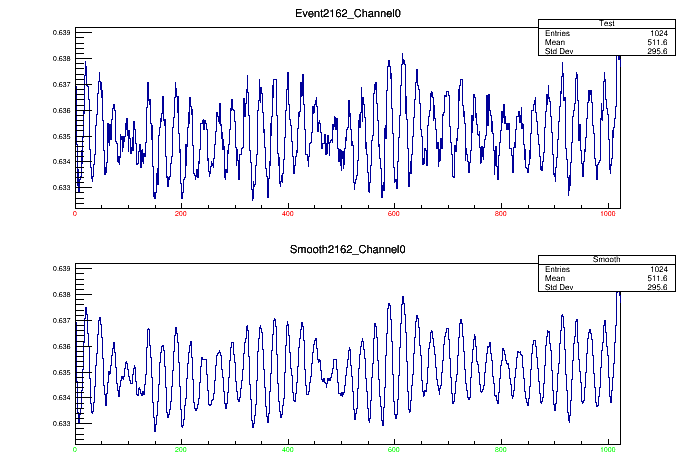 Event2162_Channel0
Test
Entries 1024
Mean 511.6
Std Dev 295.6
0.639
0.638
0.637
0.636
0.635
0.634
0.633
0 200 400 600 800 1000
Smooth2162_Channel0
Smooth
Entries 1024
Mean 511.6
Std Dev 295.6
0.639
0.638
0.637
0.636
0.635
0.634
0.633
0 200 400 600 800 1000